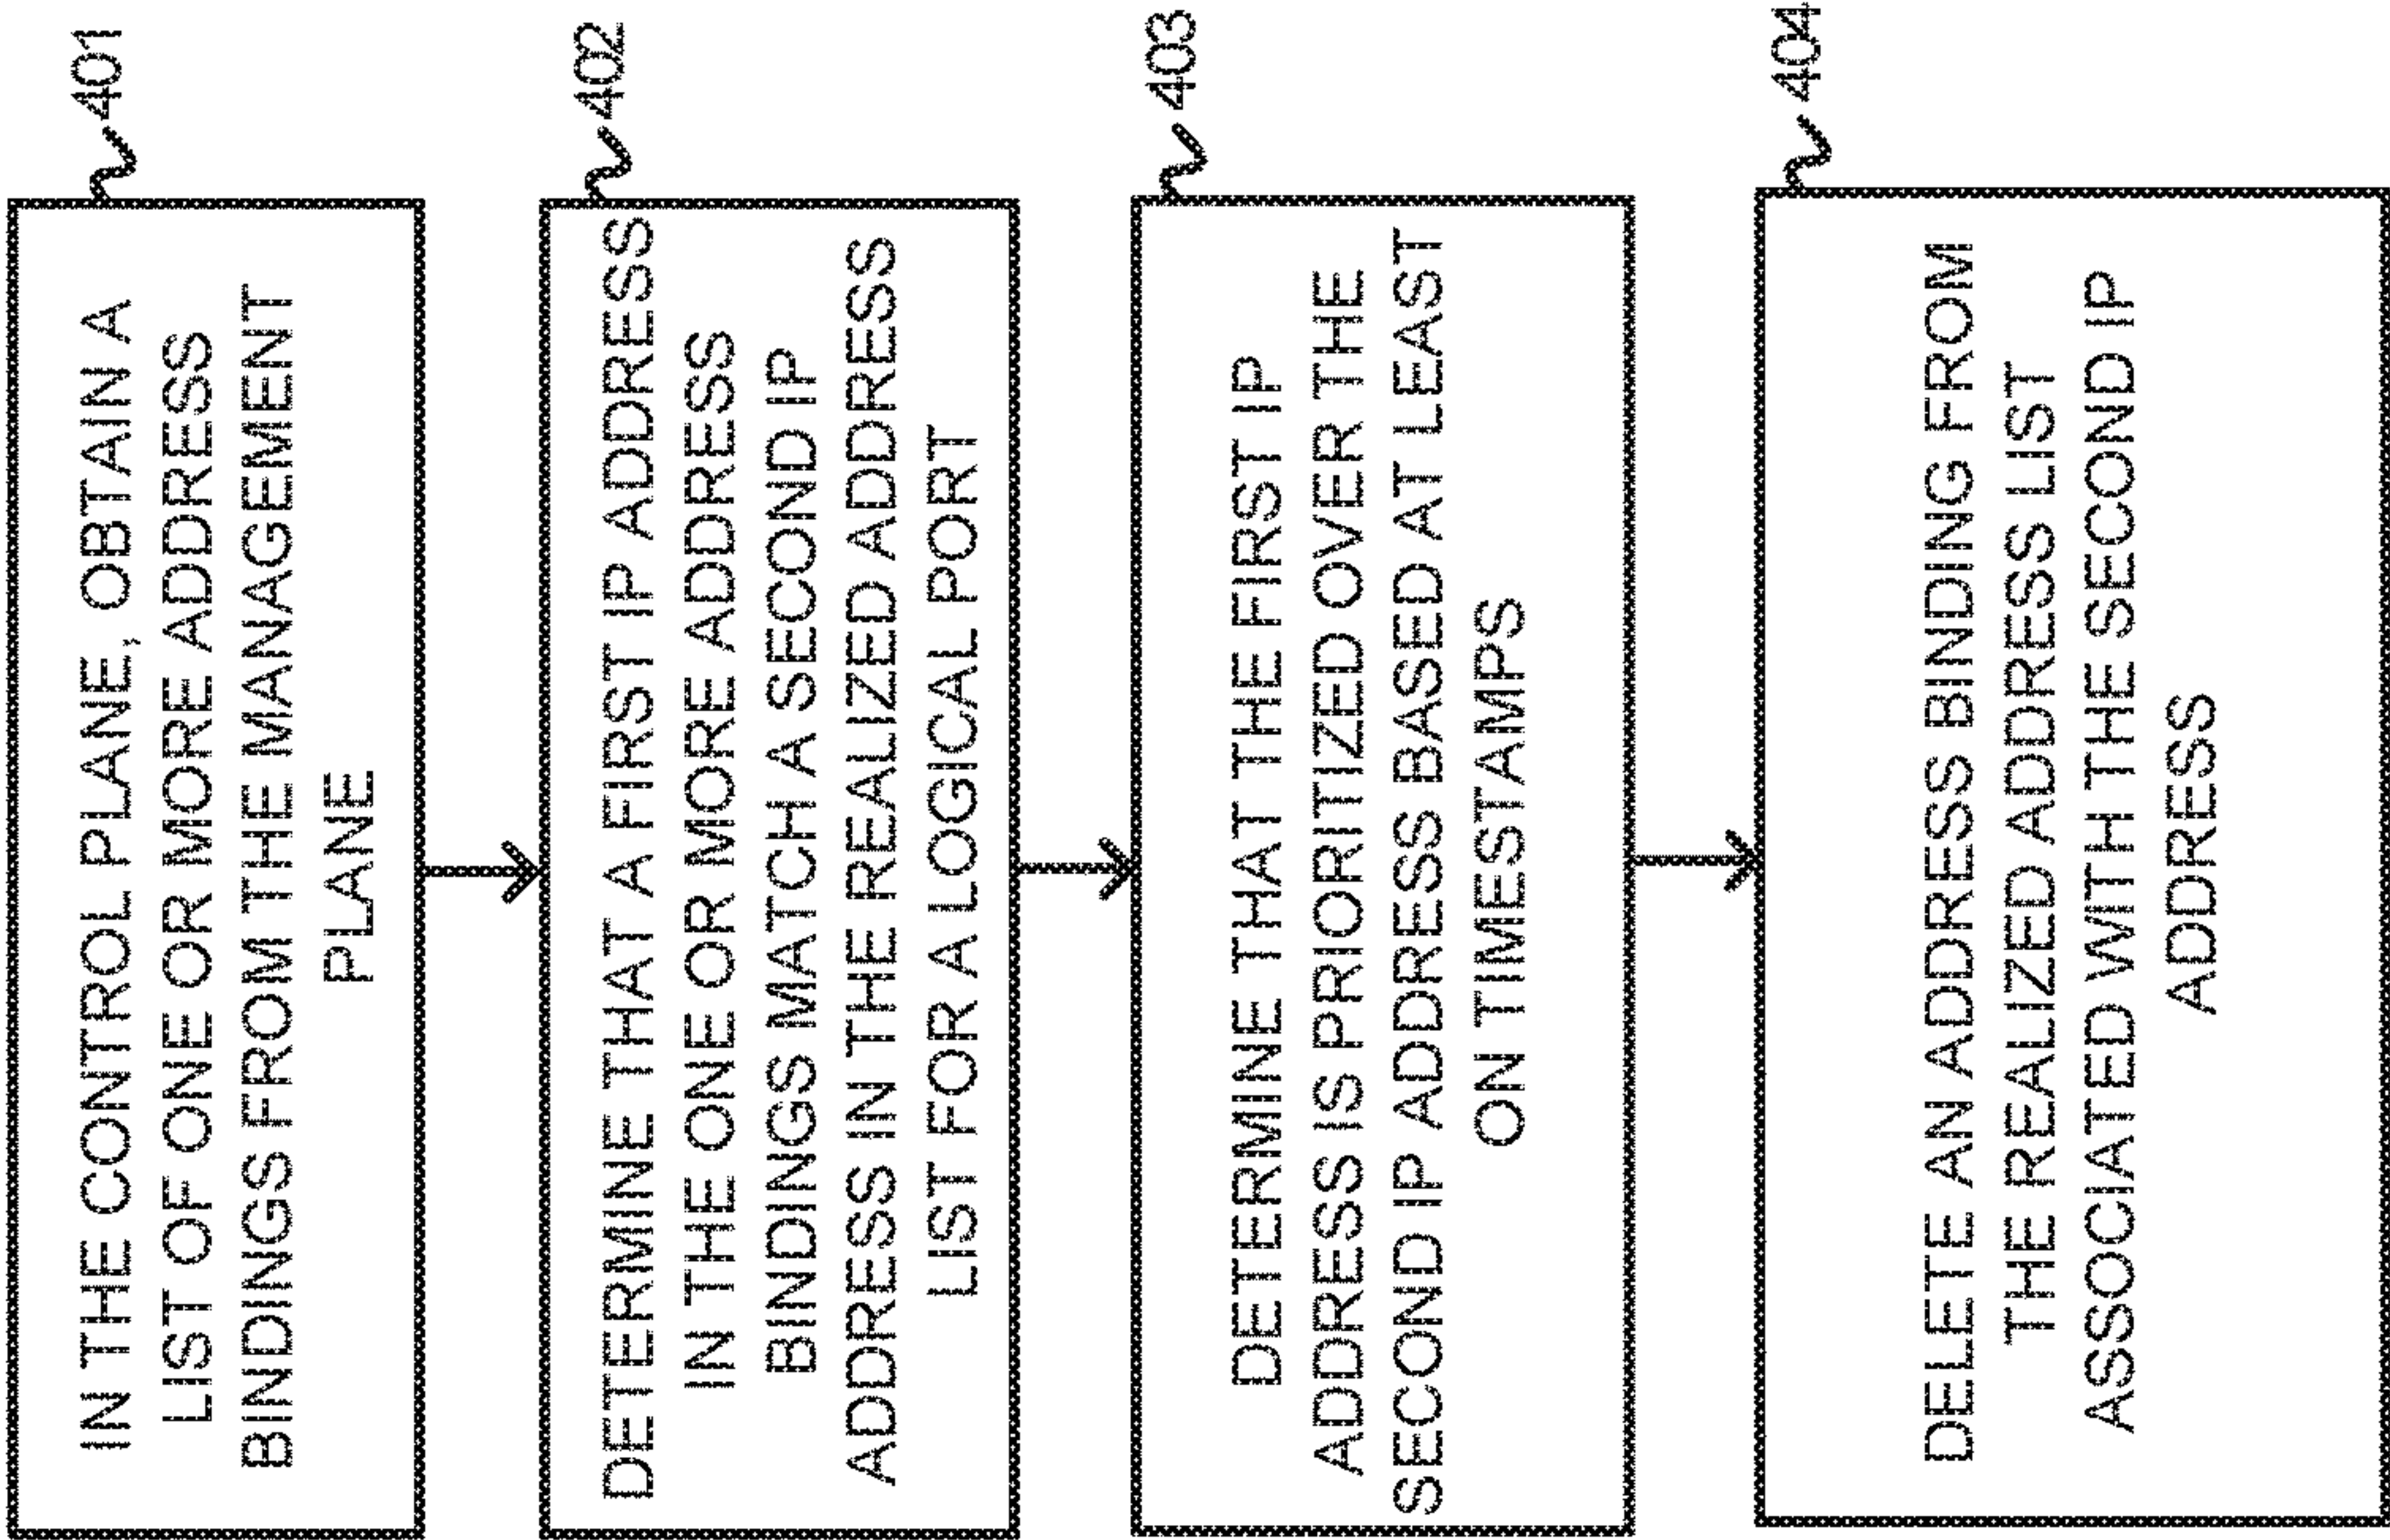 401
IN THE CONTROL PLANE, OBTAIN A
LIST OF ONE OR MORE ADDRESS
BINDINGS FROM THE MANAGEMENT
PLANE
402
DETERMINE THAT A FIRST IP ADDRESS
IN THE ONE OR MORE ADDRESS
BINDINGS MATCH A SECOND IP
ADDRESS IN THE REALIZED ADDRESS
LIST FOR A LOGICAL PORT
403
DETERMINE THAT THE FIRST IP
ADDRESS IS PRIORITIZED OVER THE
SECOND IP ADDRESS BASED AT LEAST
ON TIMESTAMPS
404
DELETE AN ADDRESS BINDING FROM
THE REALIZED ADDRESS LIST
ASSOCIATED WITH THE SECOND IP
ADDRESS